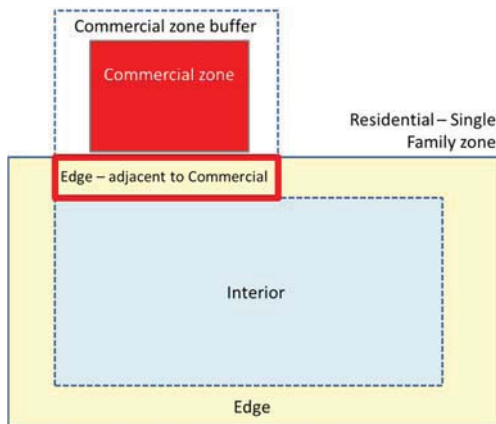 Commercial zone buffer
Commercial zone
Residential – Single
Family zone
Edge – adjacent to Commercial
Interior
Edge